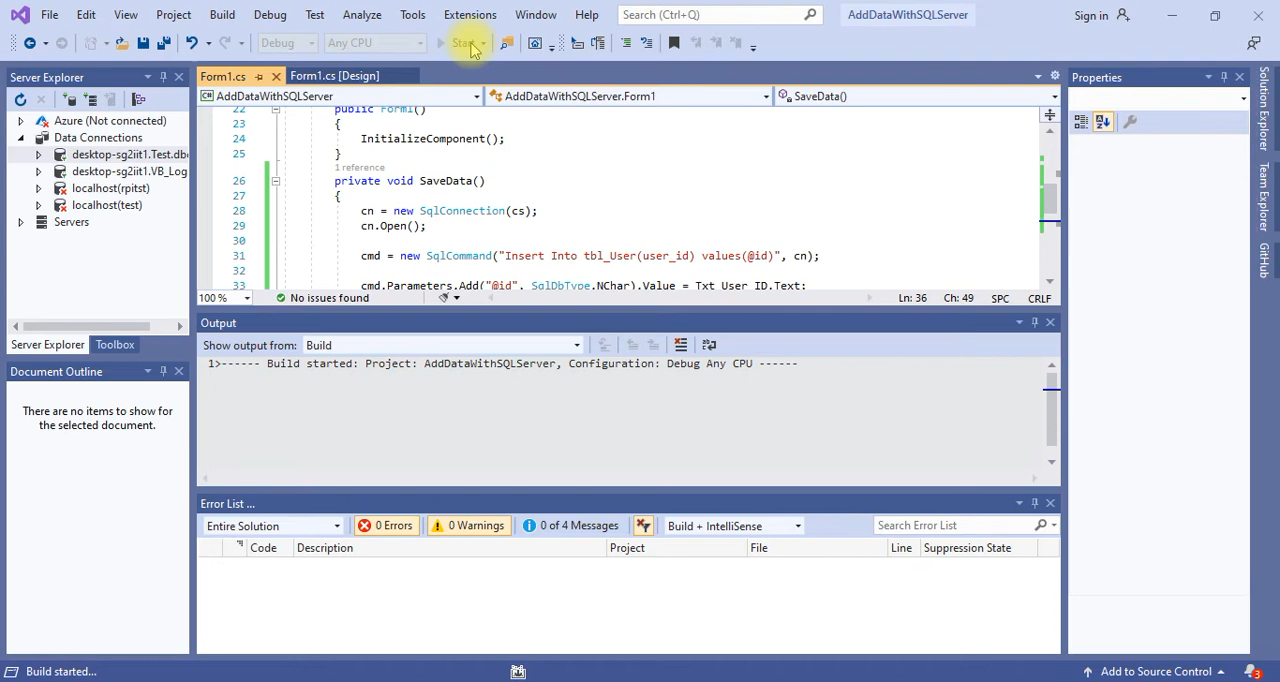 File Edit View Project Build Debug Test Analyze Tools Extensions Window Help Search (Ctrl+Q) AddDataWithSQLServer Sign in
Debug Any CPU Start
Server Explorer
Azure (Not connected)
Data Connections
desktop-sg2iit1.Test.dbo
desktop-sg2iit1.VB_Log
localhost(rpitst)
localhost(test)
Servers
Server Explorer Toolbox
Document Outline
There are no items to show for
the selected document.
Form1.cs Form1.cs [Design]
AddDataWithSQLServer AddDataWithSQLServer.Form1 SaveData()
22 public Form1()
23 {
24 InitializeComponent();
25 }
1 reference
26 private void SaveData()
27 {
28 cn = new SqlConnection(cs);
29 cn.Open();
30
31 cmd = new SqlCommand("Insert Into tbl_User(user_id) values(@id)", cn);
32
33 cmd.Parameters.Add("@id", SqlDbType.NChar).Value = Txt_User_ID.Text;
100 % No issues found Ln: 36 Ch: 49 SPC CRLF
Output
Show output from: Build
1>------ Build started: Project: AddDataWithSQLServer, Configuration: Debug Any CPU ------
Error List ...
Entire Solution 0 Errors 0 Warnings 0 of 4 Messages Build + IntelliSense Search Error List
Code Description Project File Line Suppression State
Properties
Solution Explorer
Team Explorer
GitHub
Build started... Add to Source Control 3